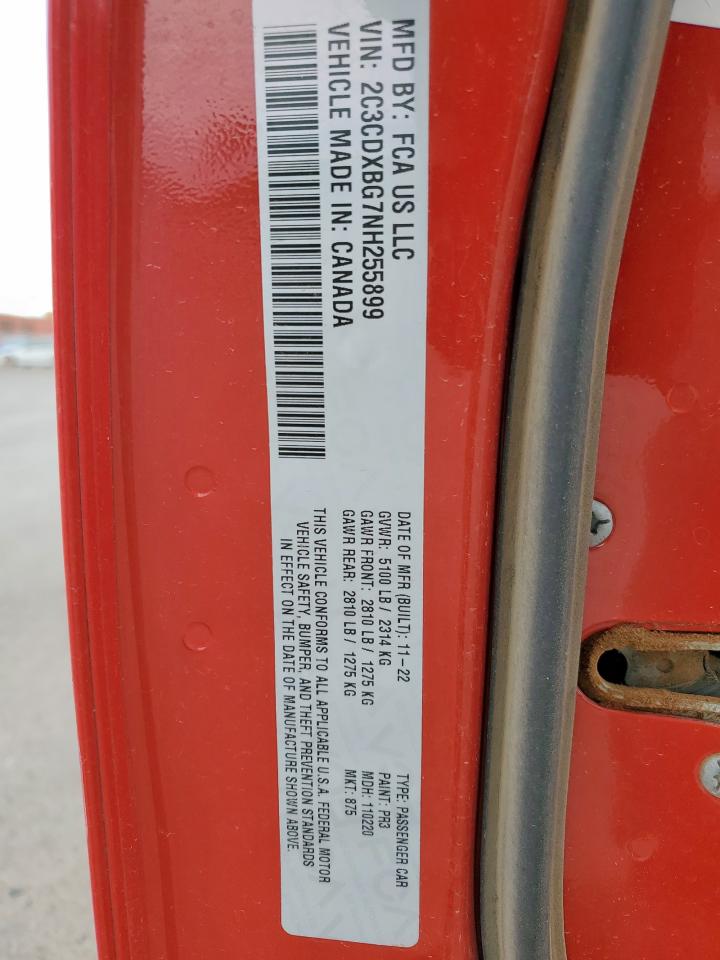 MFD BY: FCA US LLC
VIN: 2C3CDXBG7NH255899
VEHICLE MADE IN: CANADA
DATE OF MFR (BUILT): 11-22
GVWR: 5100 LB / 2314 KG
GAWR FRONT: 2810 LB / 1275 KG
GAWR REAR: 2810 LB / 1275 KG
TYPE: PASSENGER CAR
PAINT: PR3
MDH: 110220
MKT: 875
THIS VEHICLE CONFORMS TO ALL APPLICABLE U.S.A. FEDERAL MOTOR
VEHICLE SAFETY, BUMPER, AND THEFT PREVENTION STANDARDS
IN EFFECT ON THE DATE OF MANUFACTURE SHOWN ABOVE.